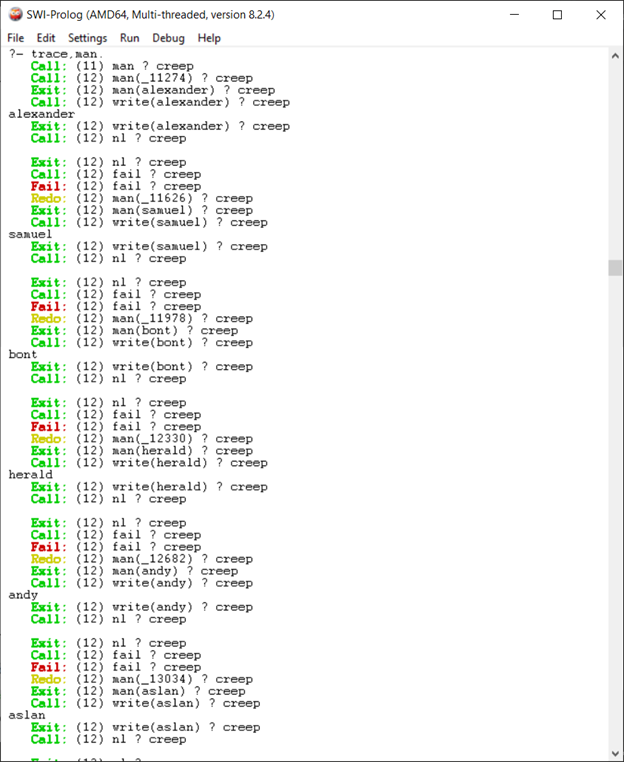 SWI-Prolog (AMD64, Multi-threaded, version 8.2.4)
File Edit Settings Run Debug Help
?- trace,man.
Call: (11) man ? creep
Call: (12) man(_11274) ? creep
Exit: (12) man(alexander) ? creep
Call: (12) write(alexander) ? creep
alexander
Exit: (12) write(alexander) ? creep
Call: (12) nl ? creep
Exit: (12) nl ? creep
Call: (12) fail ? creep
Fail: (12) fail ? creep
Redo: (12) man(_11626) ? creep
Exit: (12) man(samuel) ? creep
Call: (12) write(samuel) ? creep
samuel
Exit: (12) write(samuel) ? creep
Call: (12) nl ? creep
Exit: (12) nl ? creep
Call: (12) fail ? creep
Fail: (12) fail ? creep
Redo: (12) man(_11978) ? creep
Exit: (12) man(bont) ? creep
Call: (12) write(bont) ? creep
bont
Exit: (12) write(bont) ? creep
Call: (12) nl ? creep
Exit: (12) nl ? creep
Call: (12) fail ? creep
Fail: (12) fail ? creep
Redo: (12) man(_12330) ? creep
Exit: (12) man(herald) ? creep
Call: (12) write(herald) ? creep
herald
Exit: (12) write(herald) ? creep
Call: (12) nl ? creep
Exit: (12) nl ? creep
Call: (12) fail ? creep
Fail: (12) fail ? creep
Redo: (12) man(_12682) ? creep
Exit: (12) man(andy) ? creep
Call: (12) write(andy) ? creep
andy
Exit: (12) write(andy) ? creep
Call: (12) nl ? creep
Exit: (12) nl ? creep
Call: (12) fail ? creep
Fail: (12) fail ? creep
Redo: (12) man(_13034) ? creep
Exit: (12) man(aslan) ? creep
Call: (12) write(aslan) ? creep
aslan
Exit: (12) write(aslan) ? creep
Call: (12) nl ? creep